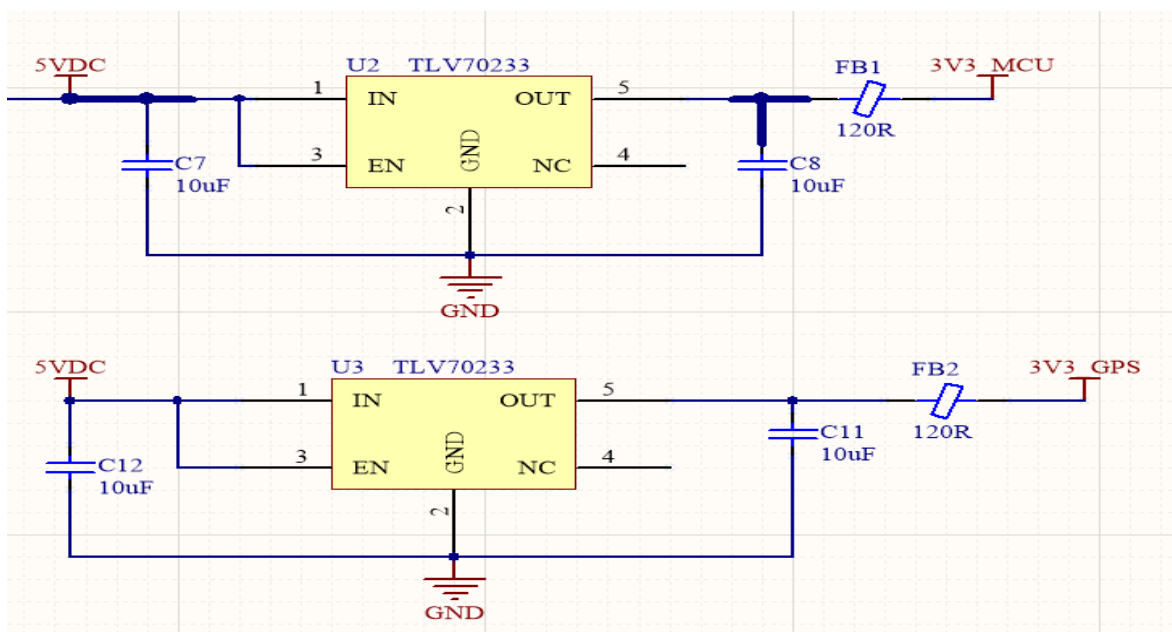 5VDC
U2 TLV70233
FB1
3V3_MCU
1
IN
OUT
5
120R
3
EN
GND
NC
4
2
C7
10uF
C8
10uF
GND
5VDC
U3 TLV70233
FB2
3V3_GPS
1
IN
OUT
5
120R
3
EN
GND
NC
4
2
C12
10uF
C11
10uF
GND